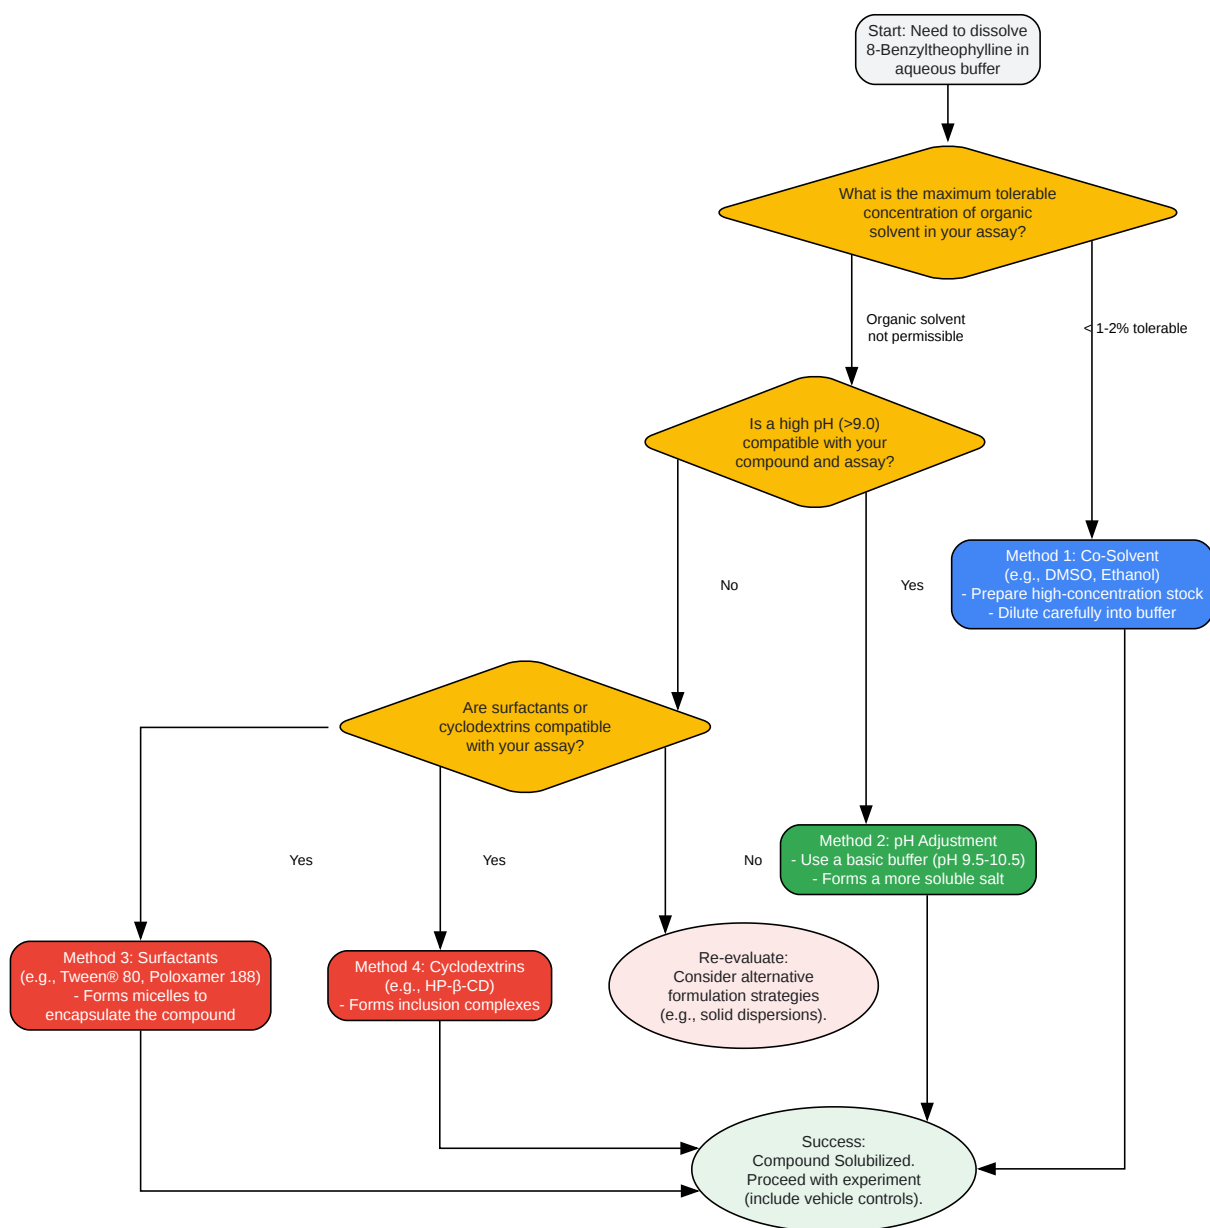 Start: Need to dissolve
8-Benzyltheophylline in
aqueous buffer
What is the maximum tolerable
concentration of organic
solvent in your assay?
Organic solvent
not permissible
< 1-2% tolerable
Is a high pH (>9.0)
compatible with your
compound and assay?
Method 1: Co-Solvent
(e.g., DMSO, Ethanol)
- Prepare high-concentration stock
- Dilute carefully into buffer
No
Yes
Are surfactants or
cyclodextrins compatible
with your assay?
Method 2: pH Adjustment
- Use a basic buffer (pH 9.5-10.5)
- Forms a more soluble salt
Yes
Yes
No
Method 3: Surfactants
(e.g., Tween® 80, Poloxamer 188)
- Forms micelles to
encapsulate the compound
Method 4: Cyclodextrins
(e.g., HP-β-CD)
- Forms inclusion complexes
Re-evaluate:
Consider alternative
formulation strategies
(e.g., solid dispersions).
Success:
Compound Solubilized.
Proceed with experiment
(include vehicle controls).